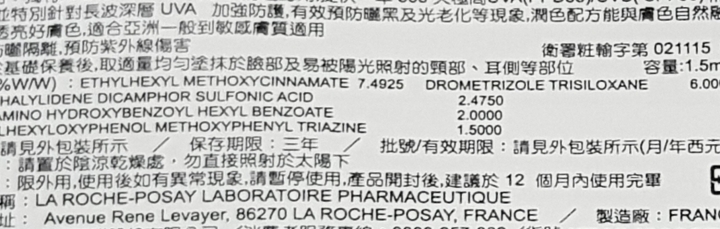 並特別針對長波深層 UVA 加強防護,有效預防曬黑及光老化等現象,潤色配方能與膚色自然融
透亮好膚色,適合亞洲一般到敏感膚質適用
曬隔離,預防紫外線傷害 衛署粧輸字第 021115
基礎保養後,取適量均勻塗抹於臉部及易被陽光照射的頸部、耳側等部位 容量:1.5m
%W/W) : ETHYLHEXYL METHOXYCINNAMATE 7.4925 DROMETRIZOLE TRISILOXANE 6.00
HALYLIDENE DICAMPHOR SULFONIC ACID 2.4750
AMINO HYDROXYBENZOYL HEXYL BENZOATE 2.0000
LHEXYLOXYPHENOL METHOXYPHENYL TRIAZINE 1.5000
請見外包裝所示 / 保存期限:三年 / 批號/有效期限:請見外包裝所示(月/年西元
:請置於陰涼乾燥處,勿直接照射於太陽下
:限外用,使用後如有異常現象,請暫停使用,產品開封後,建議於 12 個月內使用完畢
稱:LA ROCHE-POSAY LABORATOIRE PHARMACEUTIQUE
址: Avenue Rene Levayer, 86270 LA ROCHE-POSAY, FRANCE / 製造廠:FRAN